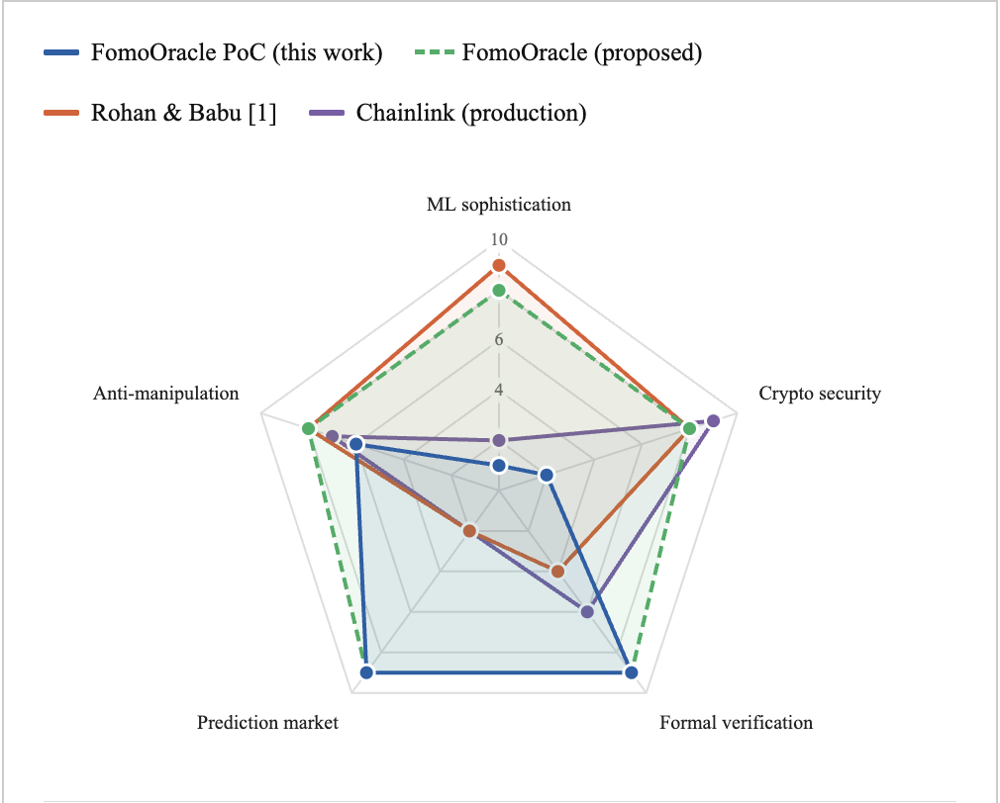 FomoOracle PoC (this work) FomoOracle (proposed)
Rohan & Babu [1] Chainlink (production)
ML sophistication
10
6
4
Anti-manipulation
Crypto security
Prediction market
Formal verification